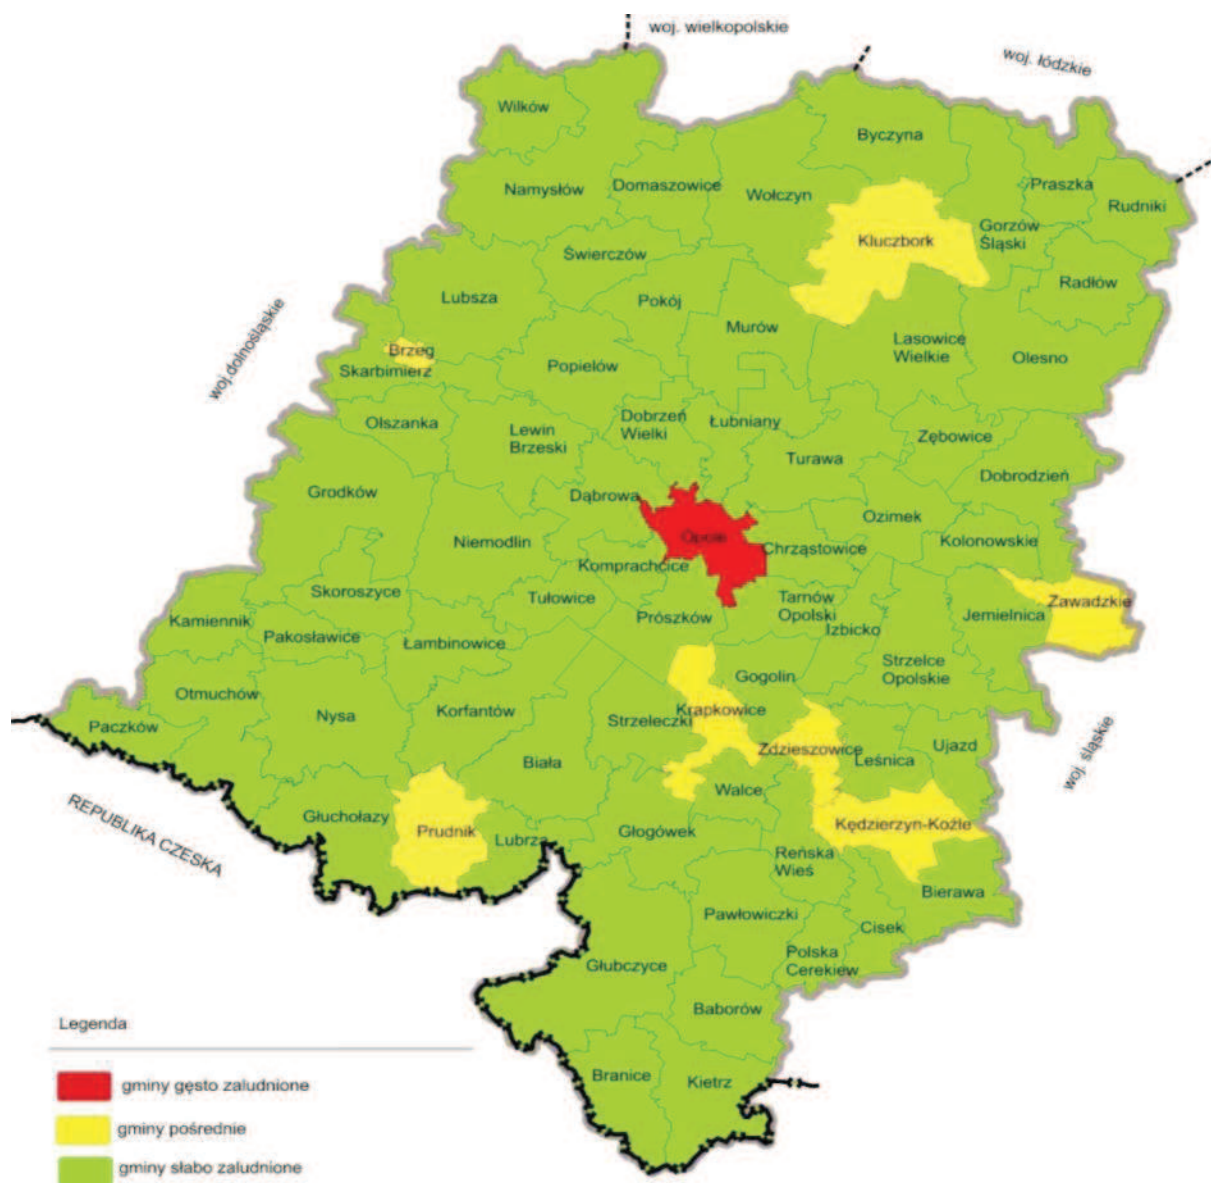 woj. wielkopolskie
woj. łódzkie
Wilków
Byczyna
Namysłów
Domaszowice
Wołczyn
Praszka
Rudniki
Kluczbork
Gorzów
Śląski
Świerczów
Radłów
Lubsza
Pokój
Murów
Lasowice
Wielkie
Olesno
woj.dolnośląskie
Brzeg
Skarbimierz
Popielów
Olszanka
Lewin
Brzeski
Dobrzeń
Wielki
Łubniany
Zębowice
Turawa
Dobrodzień
Grodków
Dąbrowa
Ozimek
Opole
Niemodlin
Chrząstowice
Kolonowskie
Komprachcice
Skoroszyce
Tułowice
Tarnów
Opolski
Zawadzkie
Kamiennik
Prószków
Jemielnica
Izbicko
Pakosławice
Łambinowice
Strzelce
Opolskie
Gogolin
Otmuchów
Nysa
Korfantów
Krapkowice
Strzeleczki
Paczków
Zdzieszowice
Ujazd
Leśnica
woj. śląskie
Biała
Walce
REPUBLIKA CZESKA
Głuchołazy
Prudnik
Lubrza
Głogówek
Kędzierzyn-Koźle
Reńska
Wieś
Bierawa
Pawłowiczki
Cisek
Polska
Cerekiew
Głubczyce
Baborów
Branice
Kietrz
Legenda
gminy gęsto zaludnione
gminy pośrednie
gminy słabo zaludnione